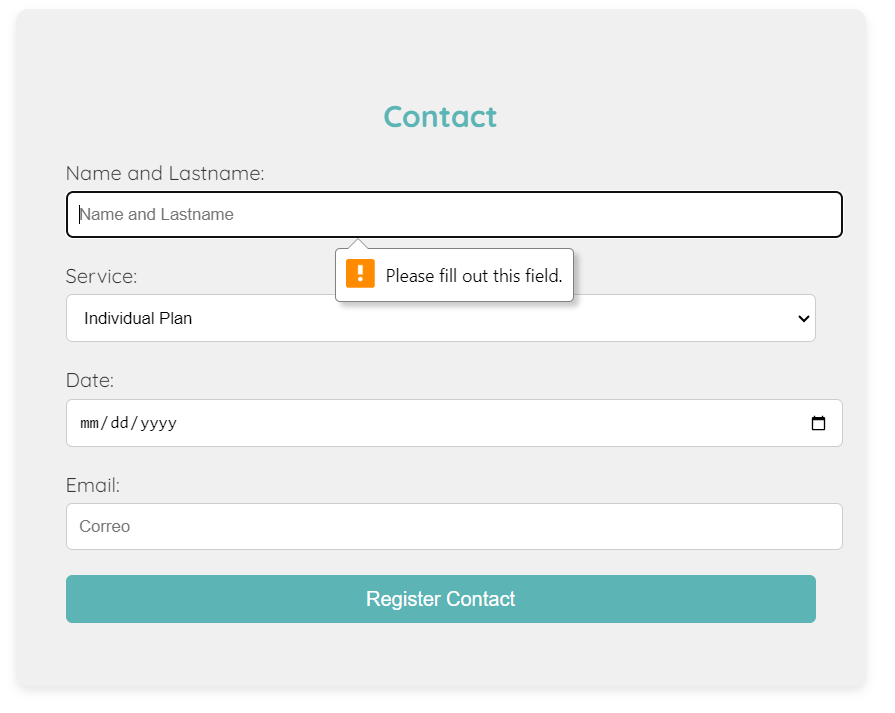 Contact
Name and Lastname:
Name and Lastname
Please fill out this field.
Service:
Individual Plan
Date:
mm/dd/yyyy
Email:
Correo
Register Contact